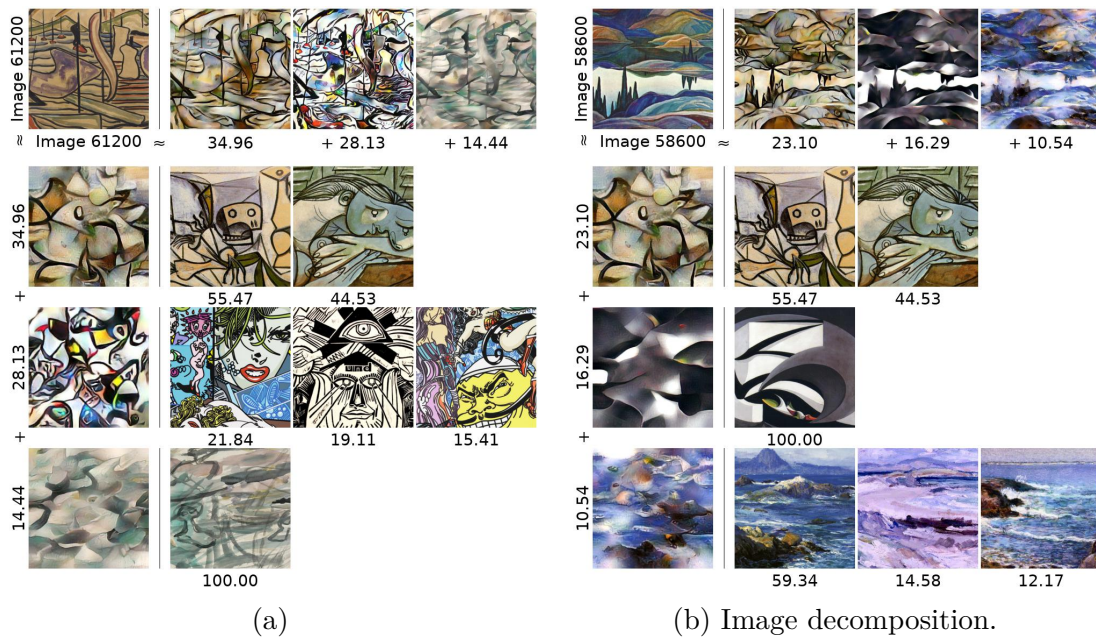 Image 61200
≈ Image 61200 ≈ 34.96 + 28.13 + 14.44
34.96
55.47 44.53
+
28.13
21.84 19.11 15.41
+
14.44
100.00
(a)
Image 58600
≈ Image 58600 ≈ 23.10 + 16.29 + 10.54
23.10
55.47 44.53
+
16.29
100.00
+
10.54
59.34 14.58 12.17
(b) Image decomposition.